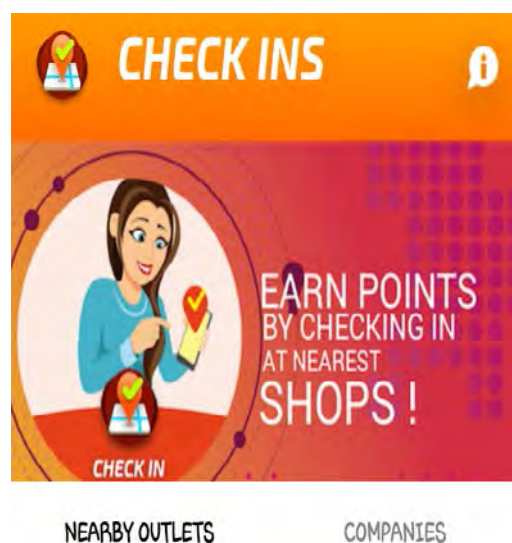 CHECK INS
EARN POINTS
BY CHECKING IN
AT NEAREST
SHOPS !
CHECK IN
NEARBY OUTLETS
COMPANIES